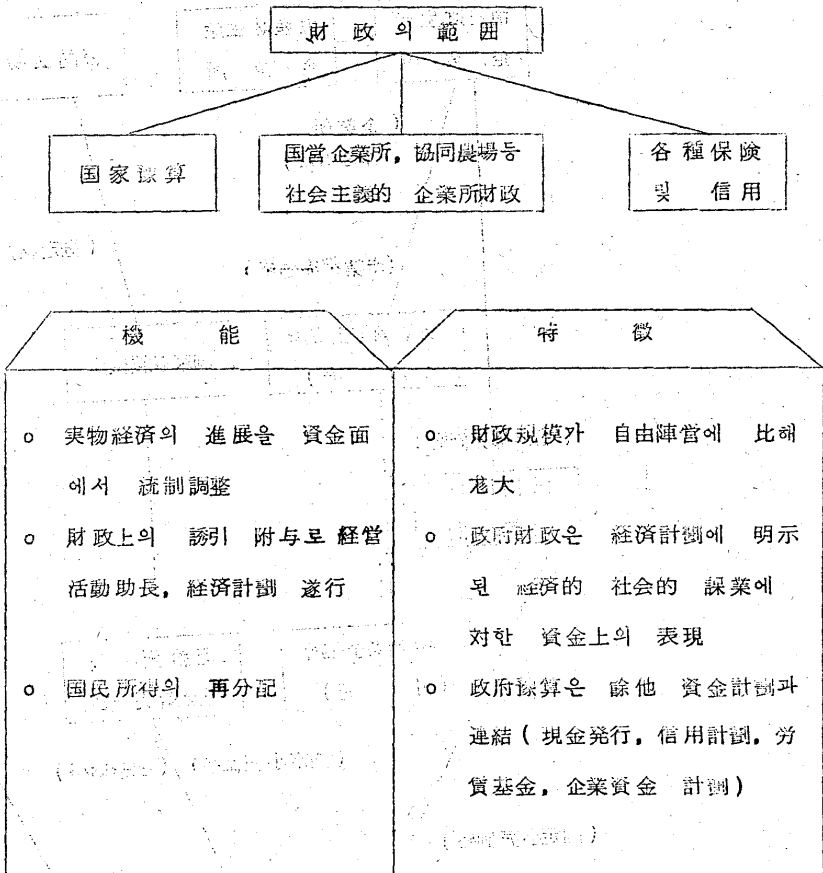 財政의 範囲
国家豫算
国営企業所, 協同農場등
社会主義的 企業所財政
各種保険
및 信用
機能
特徴
o 実物経済의 進展을 資金面
에서 統制調整
o 財政上의 誘引 附与로 経営
活動助長, 経済計劃 遂行
o 国民所得의 再分配
o 財政規模가 自由陣営에 比해
尨大
o 政府財政은 経済計劃에 明示
된 経済的 社会的 課業에
対한 資金上의 表現
o 政府豫算은 餘他 資金計劃과
連結 ( 現金発行, 信用計劃, 労
賃基金, 企業資金 計劃 )